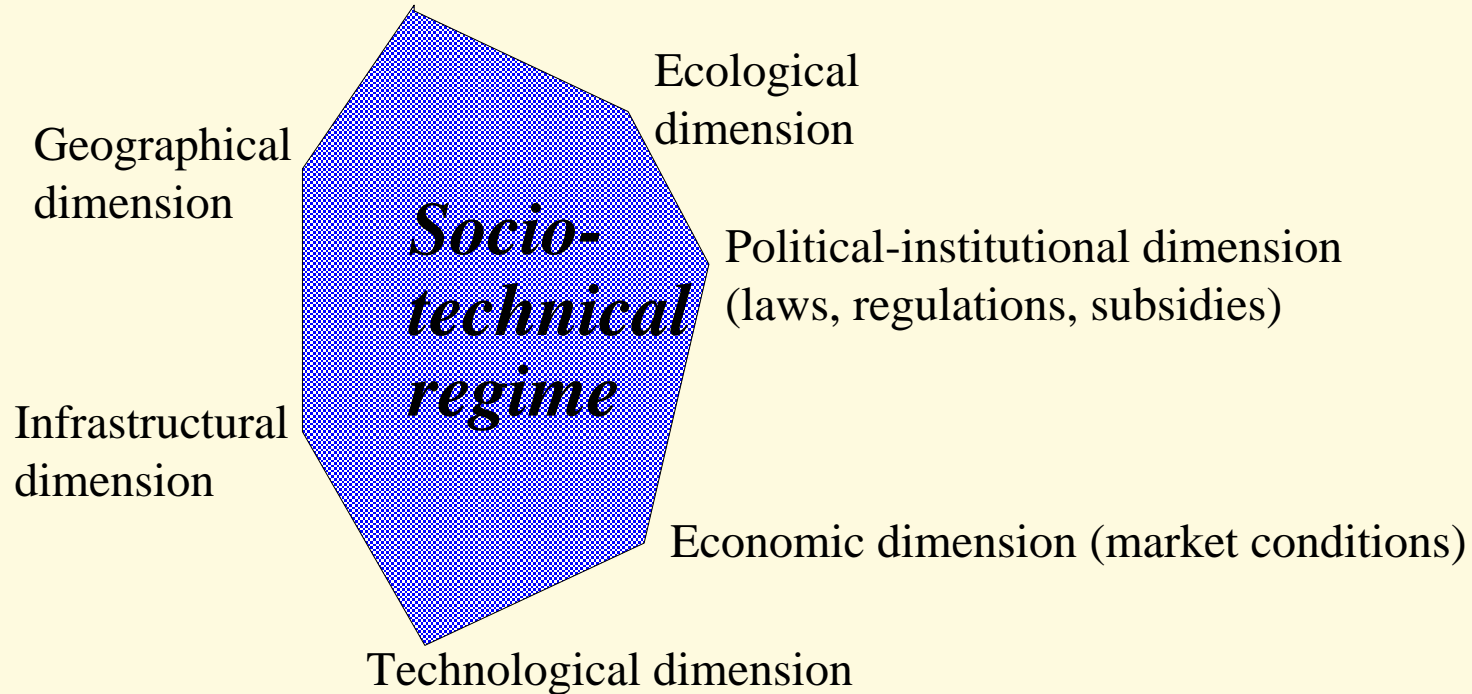 Ecological
dimension
Geographical
dimension
Socio-
technical
regime
Political-institutional dimension
(laws, regulations, subsidies)
Infrastructural
dimension
Economic dimension (market conditions)
Technological dimension